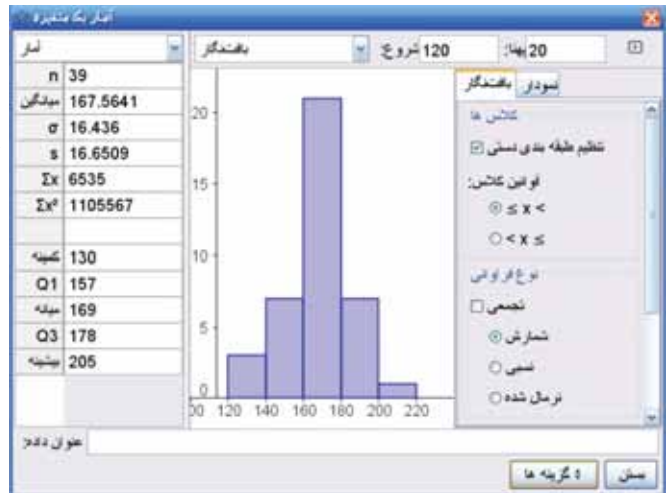 آمار یک متغیره
آمار
بافت‌نگار
شروع: 120
پهنا: 20
n 39
میانگین 167.5641
σ 16.436
s 16.6509
Σx 6535
Σx² 1105567
کمینه 130
Q1 157
میانه 169
Q3 178
بیشینه 205
20
15
10
5
0
00 120 140 160 180 200 220
نمودار بافت‌نگار
کلاس ها
تنظیم طبقه بندی دستی
قوانین کلاس:
≤ x <
< x ≤
نوع فراوانی
تجمعی
شمارش
نسبی
نرمال شده
عنوان داده:
گزینه ها
بستن